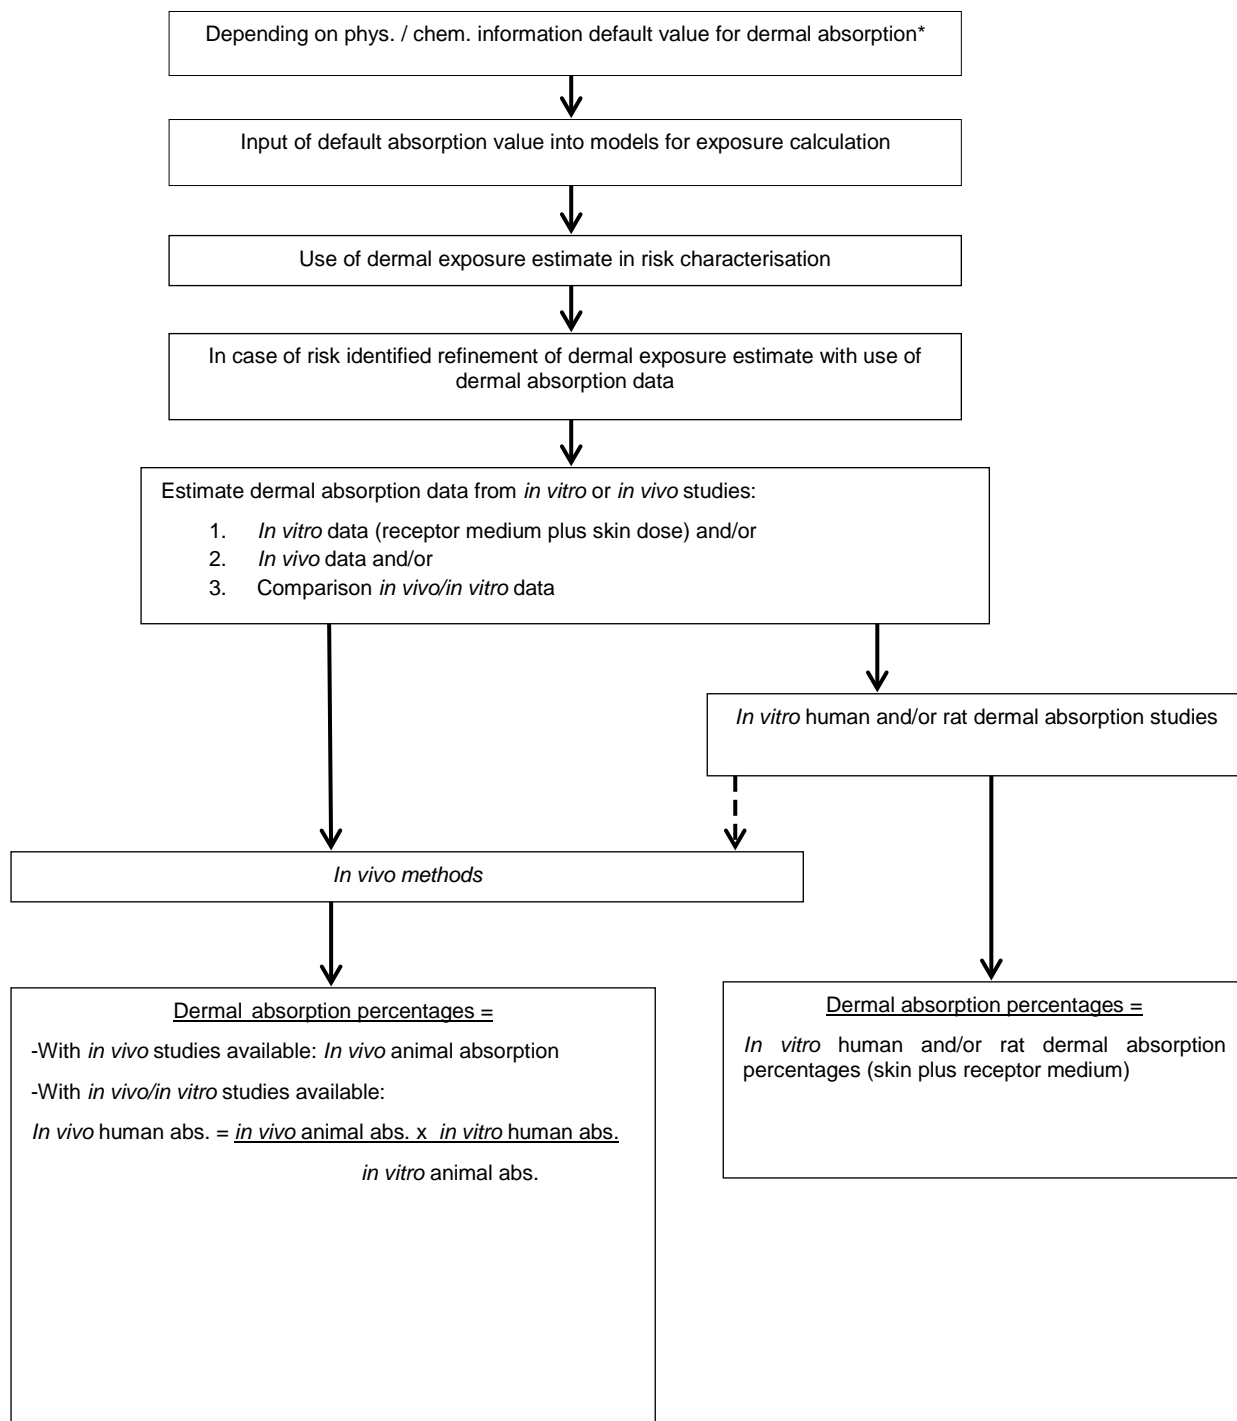 Depending on phys. / chem. information default value for dermal absorption*
Input of default absorption value into models for exposure calculation
Use of dermal exposure estimate in risk characterisation
In case of risk identified refinement of dermal exposure estimate with use of
dermal absorption data
Estimate dermal absorption data from in vitro or in vivo studies:
1. In vitro data (receptor medium plus skin dose) and/or
2. In vivo data and/or
3. Comparison in vivo/in vitro data
In vitro human and/or rat dermal absorption studies
In vivo methods
Dermal absorption percentages =
-With in vivo studies available: In vivo animal absorption
-With in vivo/in vitro studies available:
In vivo human abs. = in vivo animal abs. x in vitro human abs.
in vitro animal abs.
Dermal absorption percentages =
In vitro human and/or rat dermal absorption
percentages (skin plus receptor medium)